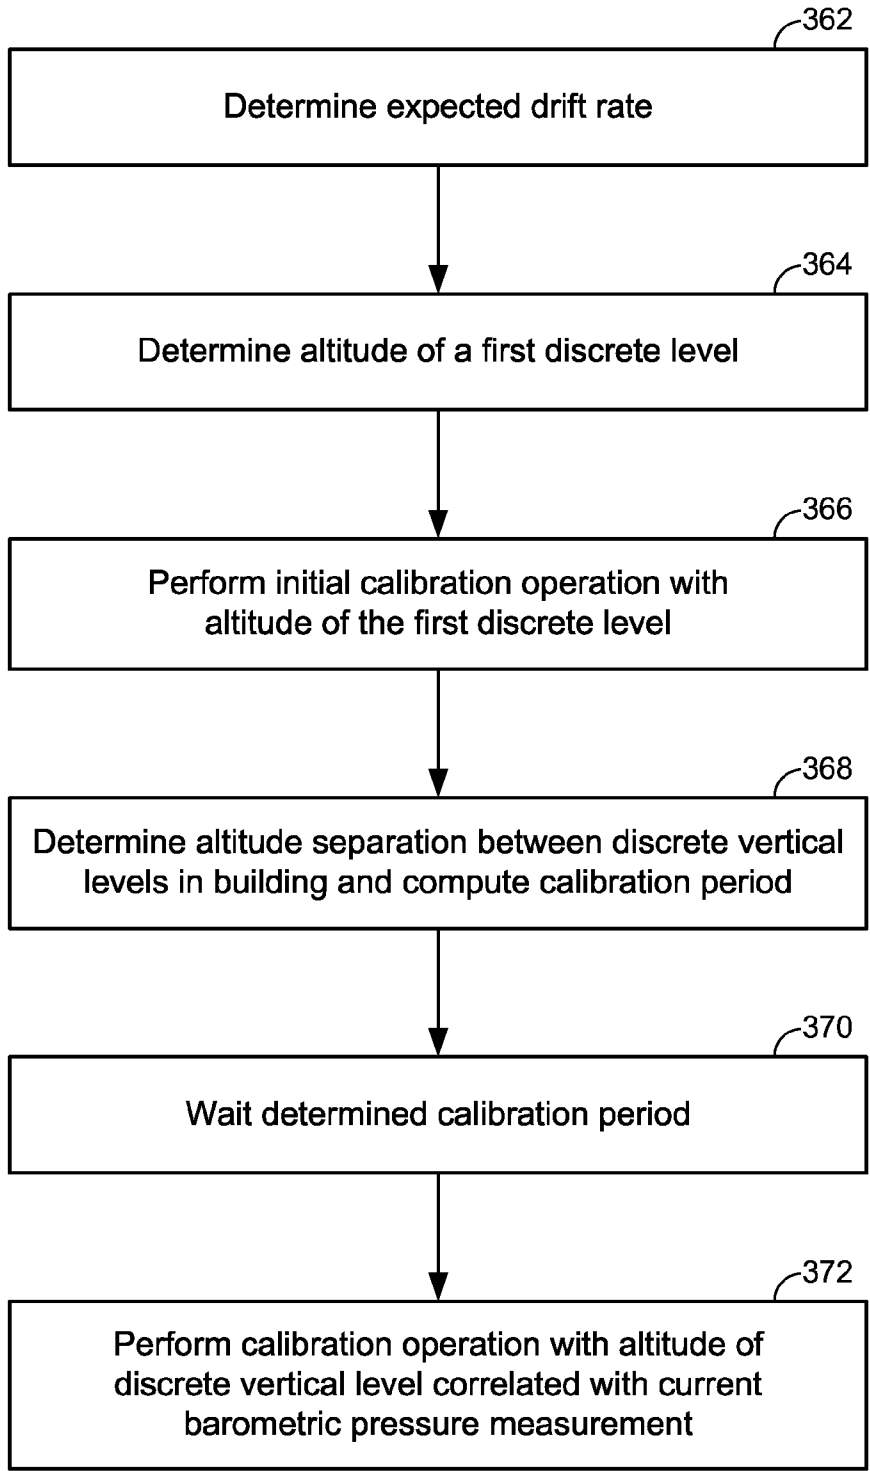 362
Determine expected drift rate
364
Determine altitude of a first discrete level
366
Perform initial calibration operation with
altitude of the first discrete level
368
Determine altitude separation between discrete vertical
levels in building and compute calibration period
370
Wait determined calibration period
372
Perform calibration operation with altitude of
discrete vertical level correlated with current
barometric pressure measurement